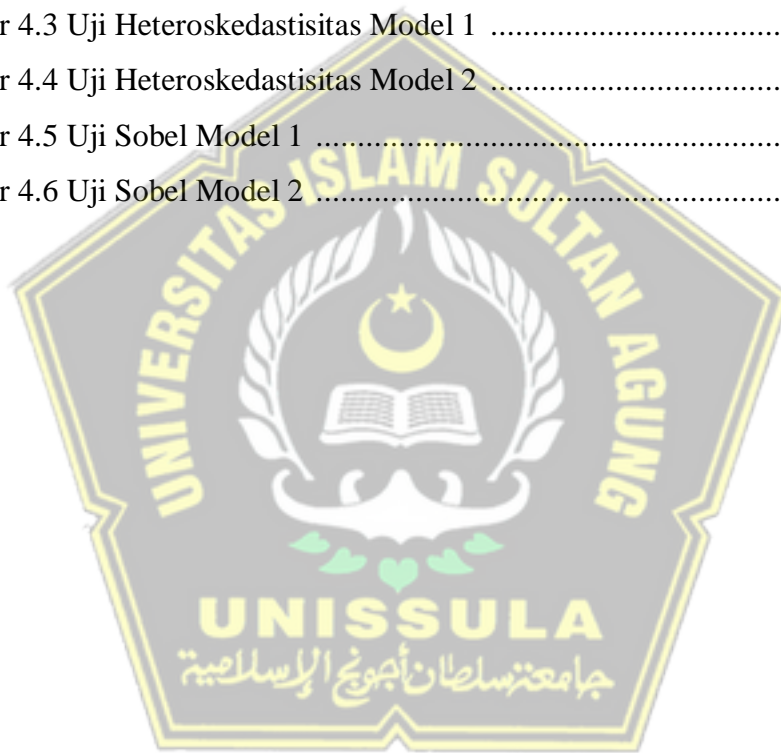 r 4.3 Uji Heteroskedastisitas Model 1 ......................................
r 4.4 Uji Heteroskedastisitas Model 2 ......................................
r 4.5 Uji Sobel Model 1 ...............................................................
r 4.6 Uji Sobel Model 2 ...............................................................
UNIVERSITAS ISLAM SULTAN AGUNG
UNISSULA
جامعة سلطان أجونج الإسلامية